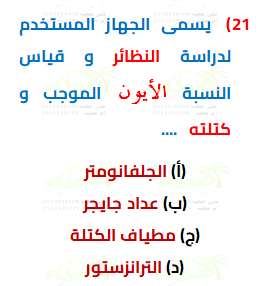 21) يسمى الجهاز المستخدم
لدراسة النظائر و قياس
النسبة الأيون الموجب و
كتلته ....
(أ) الجلفانومتر
(ب) عداد جايجر
(ج) مطياف الكتلة
(د) الترانزستور